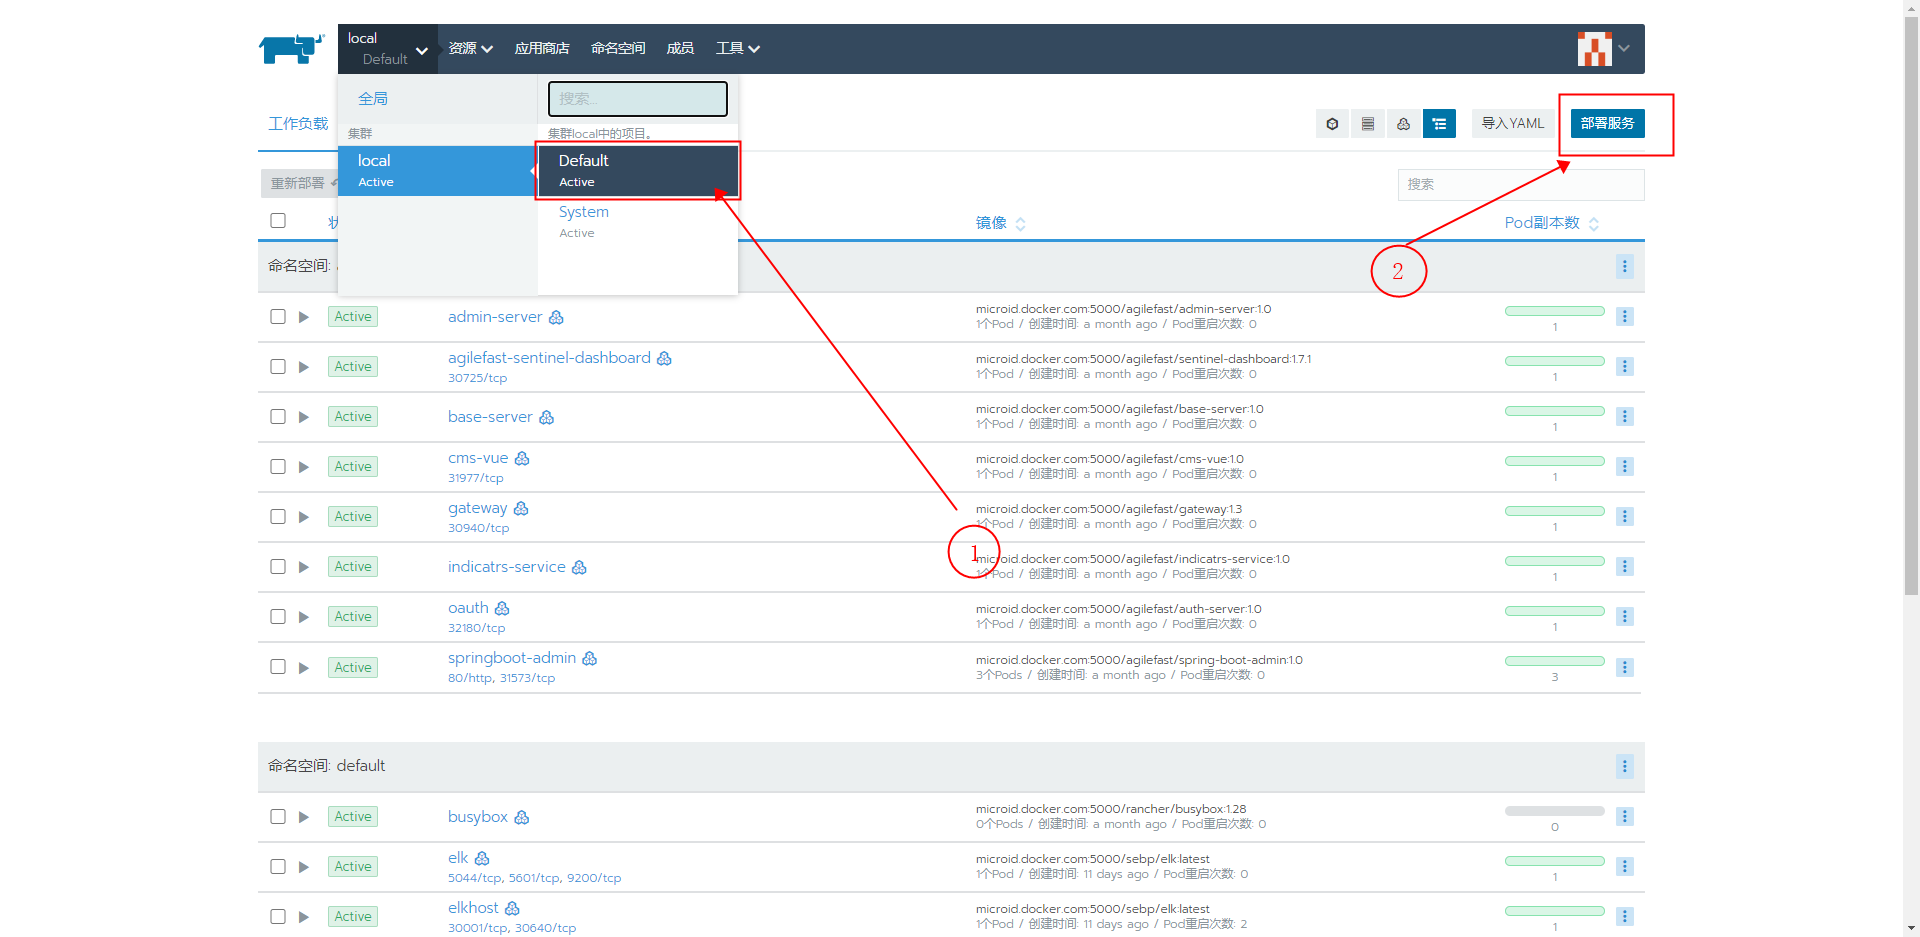 local
Default
资源
应用商店
命名空间
成员
工具
全局
搜索...
工作负载
集群
集群local中的项目。
导入YAML
部署服务
local
Active
Default
Active
重新部署
搜索
System
Active
镜像
Pod副本数
命名空间:
2
admin-server
Active
microid.docker.com:5000/agilefast/admin-server:1.0
1个Pod / 创建时间: a month ago / Pod重启次数: 0
1
Active
agilefast-sentinel-dashboard
30725/tcp
microid.docker.com:5000/agilefast/sentinel-dashboard:1.7.1
1个Pod / 创建时间: a month ago / Pod重启次数: 0
1
Active
base-server
microid.docker.com:5000/agilefast/base-server:1.0
1个Pod / 创建时间: a month ago / Pod重启次数: 0
1
Active
cms-vue
31977/tcp
microid.docker.com:5000/agilefast/cms-vue:1.0
1个Pod / 创建时间: a month ago / Pod重启次数: 0
1
Active
gateway
30940/tcp
microid.docker.com:5000/agilefast/gateway:1.3
1个Pod / 创建时间: a month ago / Pod重启次数: 0
1
1
Active
indicatrs-service
microid.docker.com:5000/agilefast/indicatrs-service:1.0
1个Pod / 创建时间: a month ago / Pod重启次数: 0
1
Active
oauth
32180/tcp
microid.docker.com:5000/agilefast/auth-server:1.0
1个Pod / 创建时间: a month ago / Pod重启次数: 0
1
Active
springboot-admin
80/http, 31573/tcp
microid.docker.com:5000/agilefast/spring-boot-admin:1.0
3个Pods / 创建时间: a month ago / Pod重启次数: 0
3
命名空间: default
Active
busybox
microid.docker.com:5000/rancher/busybox:1.28
0个Pods / 创建时间: a month ago / Pod重启次数: 0
0
Active
elk
5044/tcp, 5601/tcp, 9200/tcp
microid.docker.com:5000/sebp/elk:latest
1个Pod / 创建时间: 11 days ago / Pod重启次数: 0
1
Active
elkhost
30001/tcp, 30640/tcp
microid.docker.com:5000/sebp/elk:latest
1个Pod / 创建时间: 11 days ago / Pod重启次数: 2
1